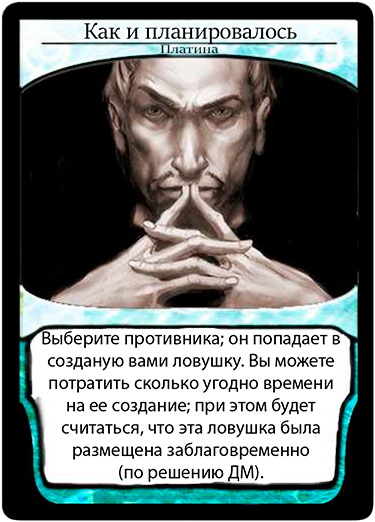 Как и планировалось
Платина
Выберите противника; он попадает в
созданую вами ловушку. Вы можете
потратить сколько угодно времени
на ее создание; при этом будет
считаться, что эта ловушка была
размещена заблаговременно
(по решению ДМ).